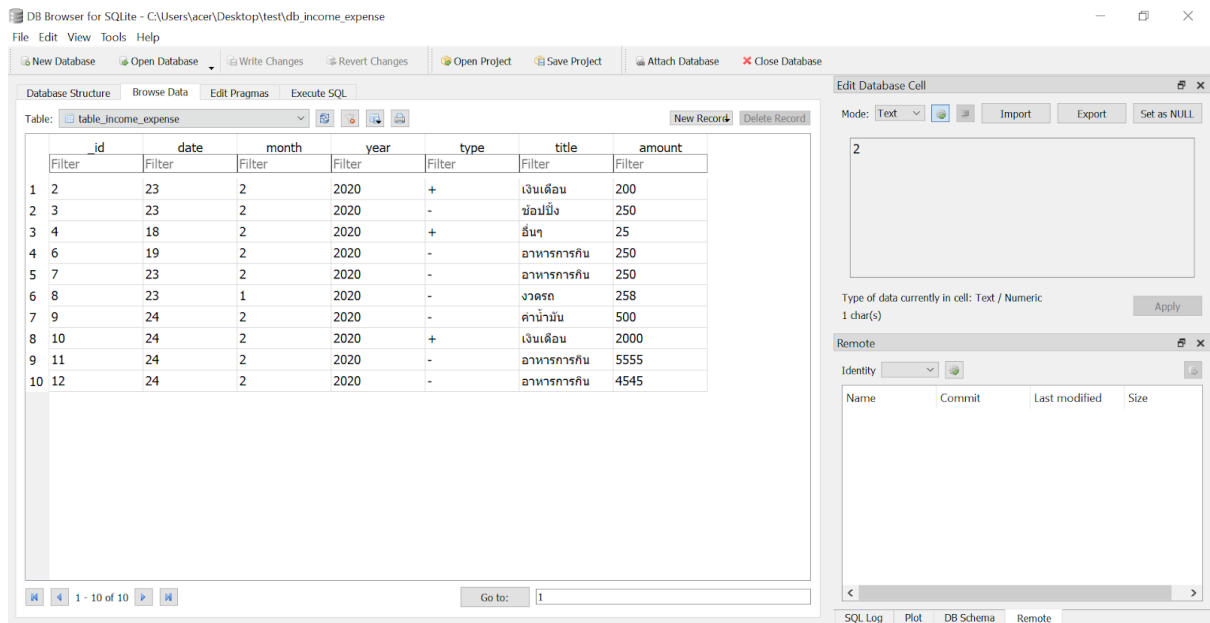 DB Browser for SQLite - C:\Users\acer\Desktop\test\db_income_expense
File Edit View Tools Help
New Database Open Database Write Changes Revert Changes Open Project Save Project Attach Database Close Database
Database Structure Browse Data Edit Pragmas Execute SQL
Table: table_income_expense New Record Delete Record
_id date month year type title amount
Filter Filter Filter Filter Filter Filter Filter
1 2 23 2 2020 + เงินเดือน 200
2 3 23 2 2020 - ช้อปปิ้ง 250
3 4 18 2 2020 + อื่นๆ 25
4 6 19 2 2020 - อาหารการกิน 250
5 7 23 2 2020 - อาหารการกิน 250
6 8 23 1 2020 - งวดรถ 258
7 9 24 2 2020 - ค่าน้ำมัน 500
8 10 24 2 2020 + เงินเดือน 2000
9 11 24 2 2020 - อาหารการกิน 5555
10 12 24 2 2020 - อาหารการกิน 4545
1 - 10 of 10 Go to: 1
Edit Database Cell
Mode: Text Import Export Set as NULL
2
Type of data currently in cell: Text / Numeric
1 char(s)
Apply
Remote
Identity
Name Commit Last modified Size
SQL Log Plot DB Schema Remote